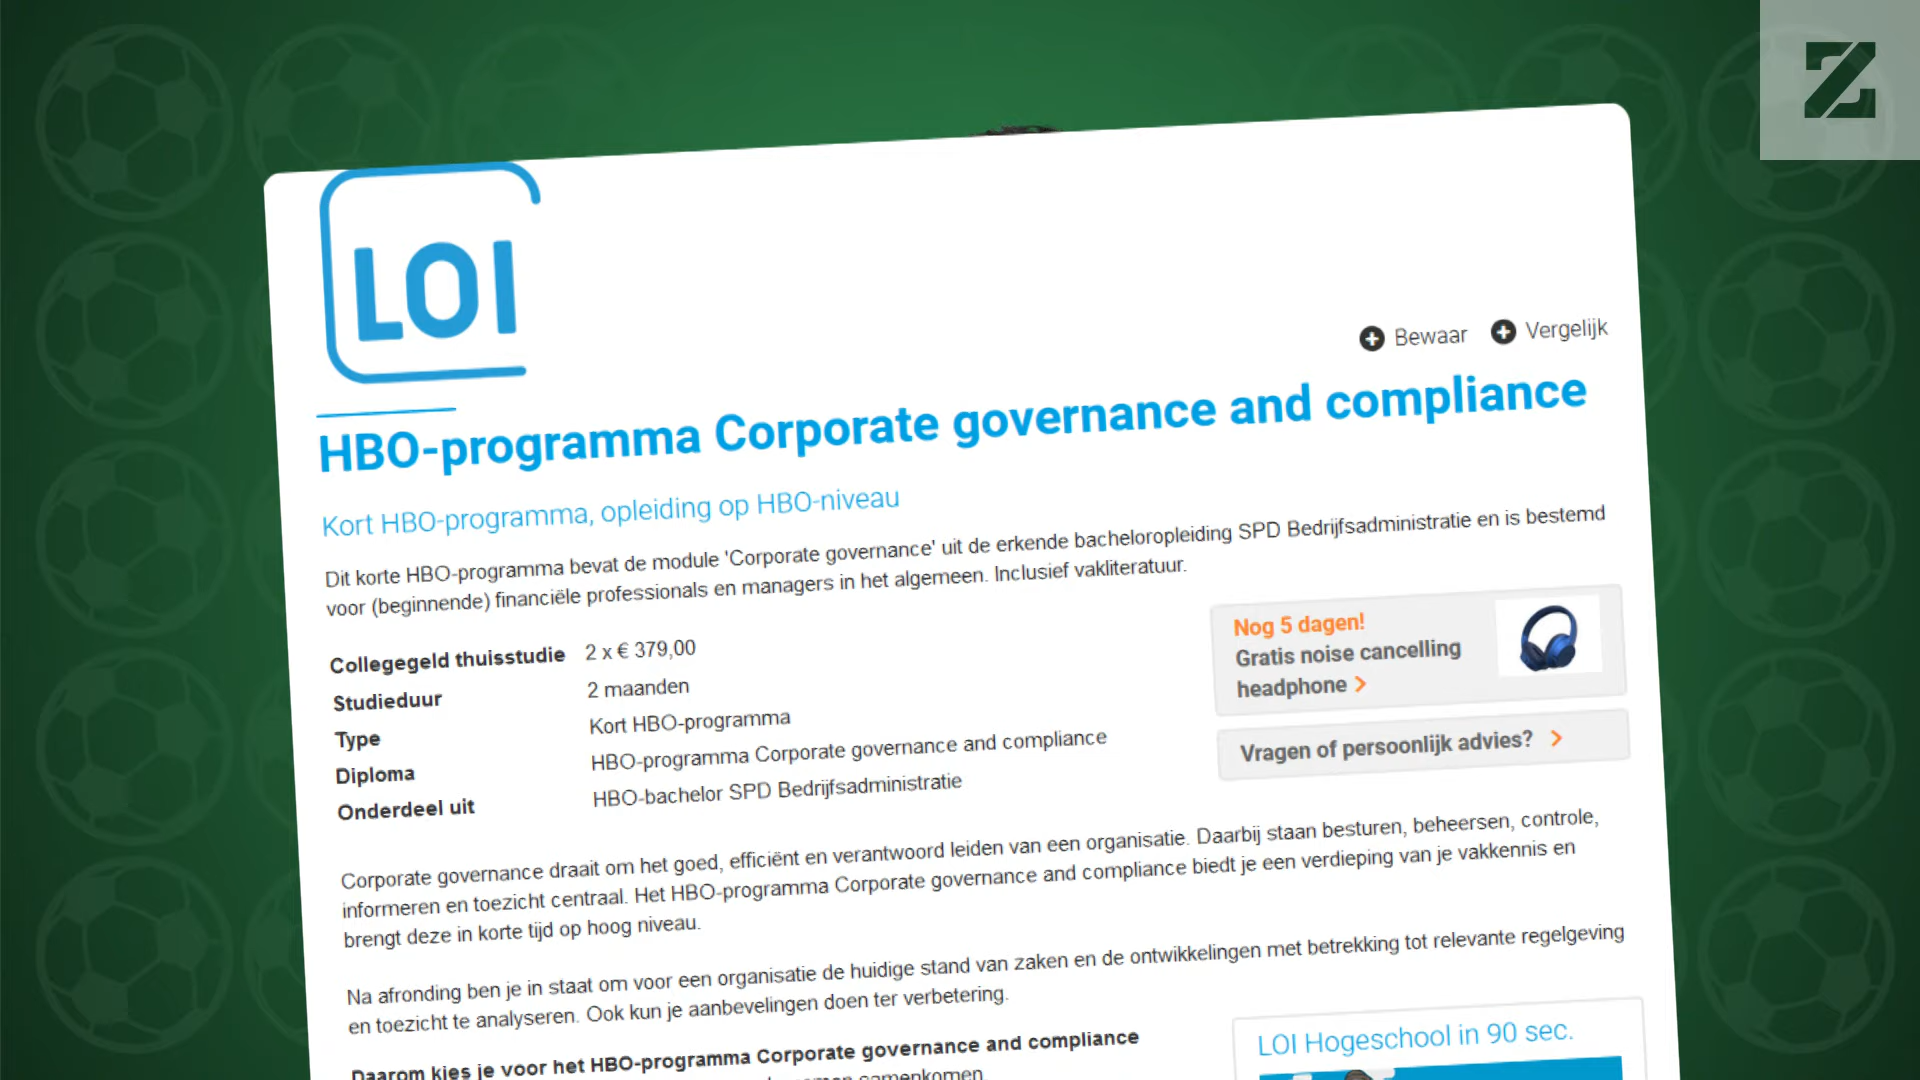 Z
LOI
Bewaar Vergelijk
HBO-programma Corporate governance and compliance
Kort HBO-programma, opleiding op HBO-niveau
Dit korte HBO-programma bevat de module 'Corporate governance' uit de erkende bacheloropleiding SPD Bedrijfsadministratie en is bestemd
voor (beginnende) financiële professionals en managers in het algemeen. Inclusief vakliteratuur.
Collegegeld thuisstudie 2 x € 379,00
Studieduur 2 maanden
Type Kort HBO-programma
Diploma HBO-programma Corporate governance and compliance
Onderdeel uit HBO-bachelor SPD Bedrijfsadministratie
Nog 5 dagen!
Gratis noise cancelling
headphone
Vragen of persoonlijk advies?
Corporate governance draait om het goed, efficiënt en verantwoord leiden van een organisatie. Daarbij staan besturen, beheersen, controle,
informeren en toezicht centraal. Het HBO-programma Corporate governance and compliance biedt je een verdieping van je vakkennis en
brengt deze in korte tijd op hoog niveau.
Na afronding ben je in staat om voor een organisatie de huidige stand van zaken en de ontwikkelingen met betrekking tot relevante regelgeving
en toezicht te analyseren. Ook kun je aanbevelingen doen ter verbetering.
Daarom kies je voor het HBO-programma Corporate governance and compliance
samenkomen.
LOI Hogeschool in 90 sec.